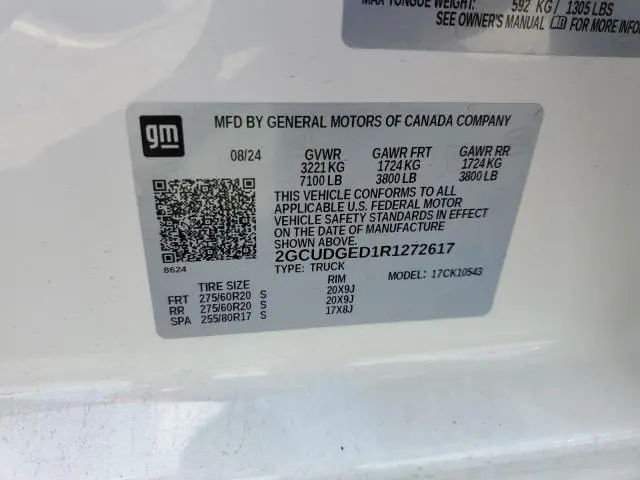 MAX TONGUE WEIGHT: 592 KG/ 1305 LBS
SEE OWNER'S MANUAL FOR MORE INFO
gm
MFD BY GENERAL MOTORS OF CANADA COMPANY
08/24 GVWR GAWR FRT GAWR RR
3221 KG 1724 KG 1724 KG
7100 LB 3800 LB 3800 LB
THIS VEHICLE CONFORMS TO ALL
APPLICABLE U.S. FEDERAL MOTOR
VEHICLE SAFETY STANDARDS IN EFFECT
ON THE DATE OF MANUFACTURE
SHOWN ABOVE.
8624
2GCUDGED1R1272617
TYPE: TRUCK MODEL: 17CK10543
TIRE SIZE RIM
FRT 275/60R20 S 20X9J
RR 275/60R20 S 20X9J
SPA 255/80R17 S 17X8J